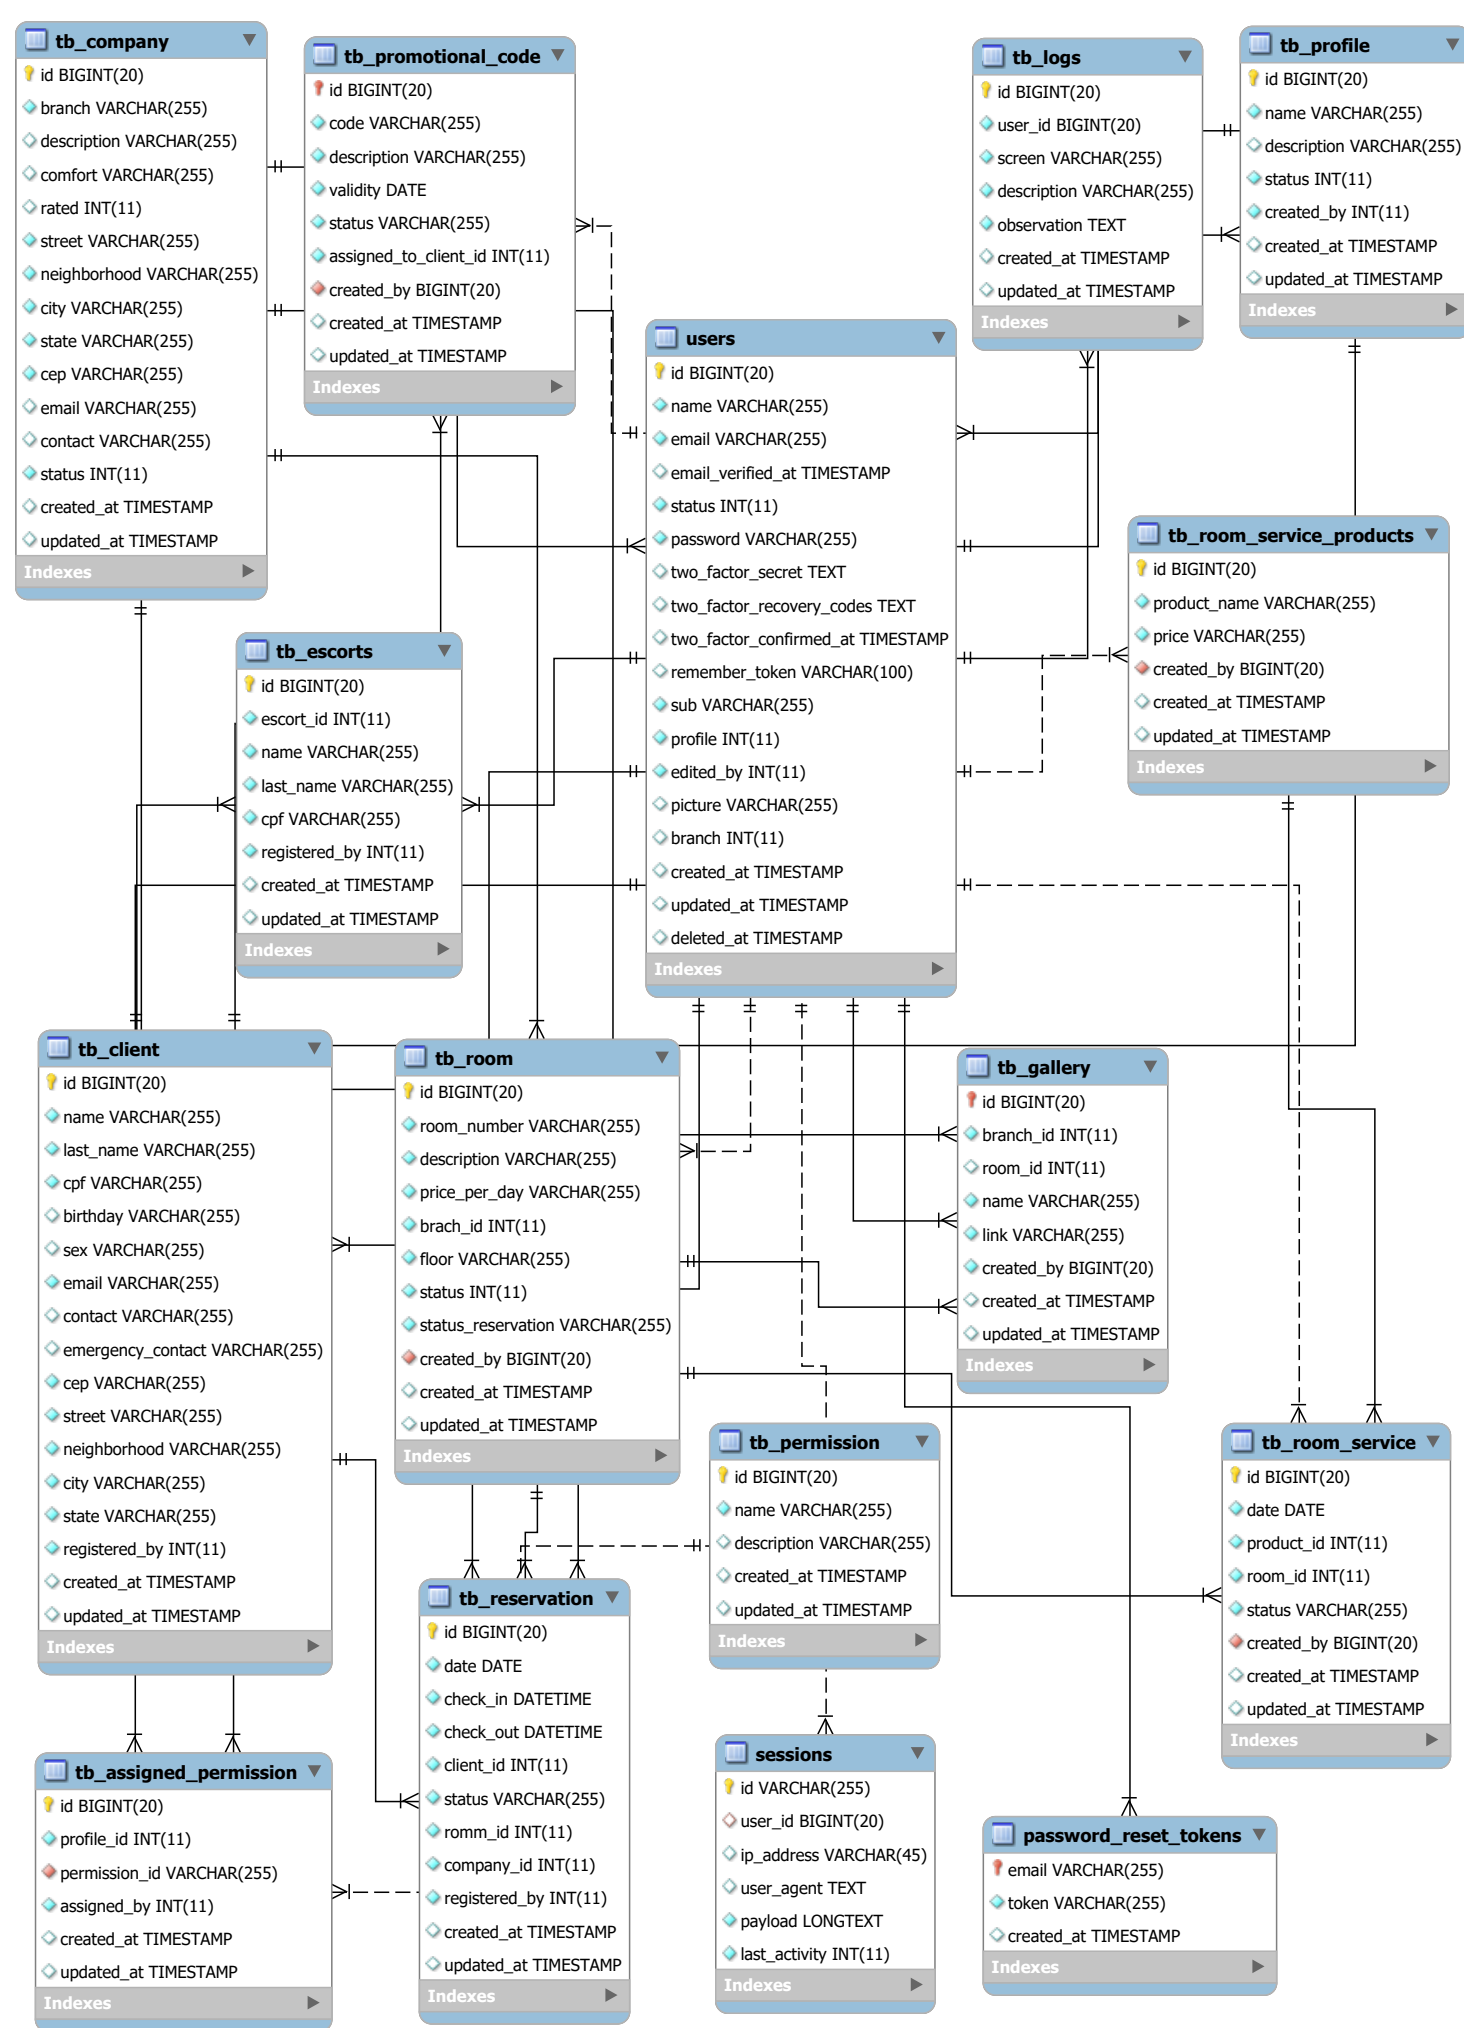 tb_company
id BIGINT(20)
branch VARCHAR(255)
description VARCHAR(255)
comfort VARCHAR(255)
rated INT(11)
street VARCHAR(255)
neighborhood VARCHAR(255)
city VARCHAR(255)
state VARCHAR(255)
cep VARCHAR(255)
email VARCHAR(255)
contact VARCHAR(255)
status INT(11)
created_at TIMESTAMP
updated_at TIMESTAMP
Indexes
tb_promotional_code
id BIGINT(20)
code VARCHAR(255)
description VARCHAR(255)
validity DATE
status VARCHAR(255)
assigned_to_client_id INT(11)
created_by BIGINT(20)
created_at TIMESTAMP
updated_at TIMESTAMP
Indexes
tb_logs
id BIGINT(20)
user_id BIGINT(20)
screen VARCHAR(255)
description VARCHAR(255)
observation TEXT
created_at TIMESTAMP
updated_at TIMESTAMP
Indexes
tb_profile
id BIGINT(20)
name VARCHAR(255)
description VARCHAR(255)
status INT(11)
created_by INT(11)
created_at TIMESTAMP
updated_at TIMESTAMP
Indexes
users
id BIGINT(20)
name VARCHAR(255)
email VARCHAR(255)
email_verified_at TIMESTAMP
status INT(11)
password VARCHAR(255)
two_factor_secret TEXT
two_factor_recovery_codes TEXT
two_factor_confirmed_at TIMESTAMP
remember_token VARCHAR(100)
sub VARCHAR(255)
profile INT(11)
edited_by INT(11)
picture VARCHAR(255)
branch INT(11)
created_at TIMESTAMP
updated_at TIMESTAMP
deleted_at TIMESTAMP
Indexes
tb_room_service_products
id BIGINT(20)
product_name VARCHAR(255)
price VARCHAR(255)
created_by BIGINT(20)
created_at TIMESTAMP
updated_at TIMESTAMP
Indexes
tb_escorts
id BIGINT(20)
escort_id INT(11)
name VARCHAR(255)
last_name VARCHAR(255)
cpf VARCHAR(255)
registered_by INT(11)
created_at TIMESTAMP
updated_at TIMESTAMP
Indexes
tb_client
id BIGINT(20)
name VARCHAR(255)
last_name VARCHAR(255)
cpf VARCHAR(255)
birthday VARCHAR(255)
sex VARCHAR(255)
email VARCHAR(255)
contact VARCHAR(255)
emergency_contact VARCHAR(255)
cep VARCHAR(255)
street VARCHAR(255)
neighborhood VARCHAR(255)
city VARCHAR(255)
state VARCHAR(255)
registered_by INT(11)
created_at TIMESTAMP
updated_at TIMESTAMP
Indexes
tb_room
id BIGINT(20)
room_number VARCHAR(255)
description VARCHAR(255)
price_per_day VARCHAR(255)
brach_id INT(11)
floor VARCHAR(255)
status INT(11)
status_reservation VARCHAR(255)
created_by BIGINT(20)
created_at TIMESTAMP
updated_at TIMESTAMP
Indexes
tb_gallery
id BIGINT(20)
branch_id INT(11)
room_id INT(11)
name VARCHAR(255)
link VARCHAR(255)
created_by BIGINT(20)
created_at TIMESTAMP
updated_at TIMESTAMP
Indexes
tb_permission
id BIGINT(20)
name VARCHAR(255)
description VARCHAR(255)
created_at TIMESTAMP
updated_at TIMESTAMP
Indexes
tb_room_service
id BIGINT(20)
date DATE
product_id INT(11)
room_id INT(11)
status VARCHAR(255)
created_by BIGINT(20)
created_at TIMESTAMP
updated_at TIMESTAMP
Indexes
tb_reservation
id BIGINT(20)
date DATE
check_in DATETIME
check_out DATETIME
client_id INT(11)
status VARCHAR(255)
romm_id INT(11)
company_id INT(11)
registered_by INT(11)
created_at TIMESTAMP
updated_at TIMESTAMP
Indexes
tb_assigned_permission
id BIGINT(20)
profile_id INT(11)
permission_id VARCHAR(255)
assigned_by INT(11)
created_at TIMESTAMP
updated_at TIMESTAMP
Indexes
sessions
id VARCHAR(255)
user_id BIGINT(20)
ip_address VARCHAR(45)
user_agent TEXT
payload LONGTEXT
last_activity INT(11)
Indexes
password_reset_tokens
email VARCHAR(255)
token VARCHAR(255)
created_at TIMESTAMP
Indexes